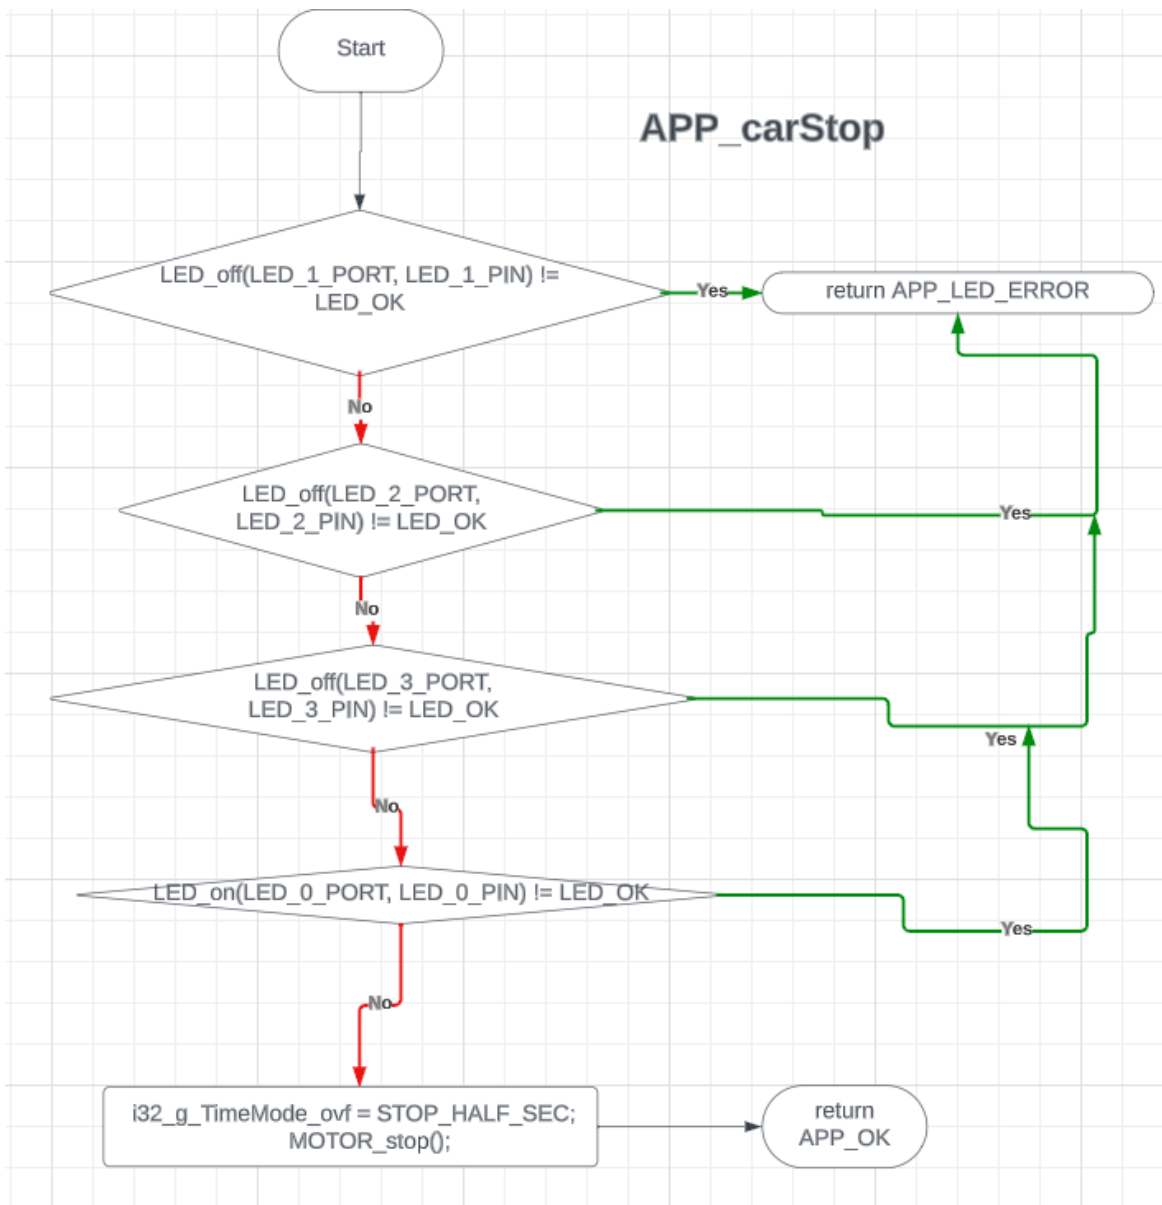 Start
APP_carStop
LED_off(LED_1_PORT, LED_1_PIN) !=
LED_OK
Yes
return APP_LED_ERROR
No
LED_off(LED_2_PORT,
LED_2_PIN) != LED_OK
Yes
No
LED_off(LED_3_PORT,
LED_3_PIN) != LED_OK
Yes
No
LED_on(LED_0_PORT, LED_0_PIN) != LED_OK
Yes
No
i32_g_TimeMode_ovf = STOP_HALF_SEC;
MOTOR_stop();
return
APP_OK